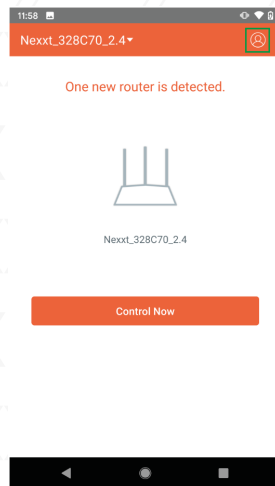 11:58
Nexxt_328C70_2.4
One new router is detected.
Nexxt_328C70_2.4
Control Now